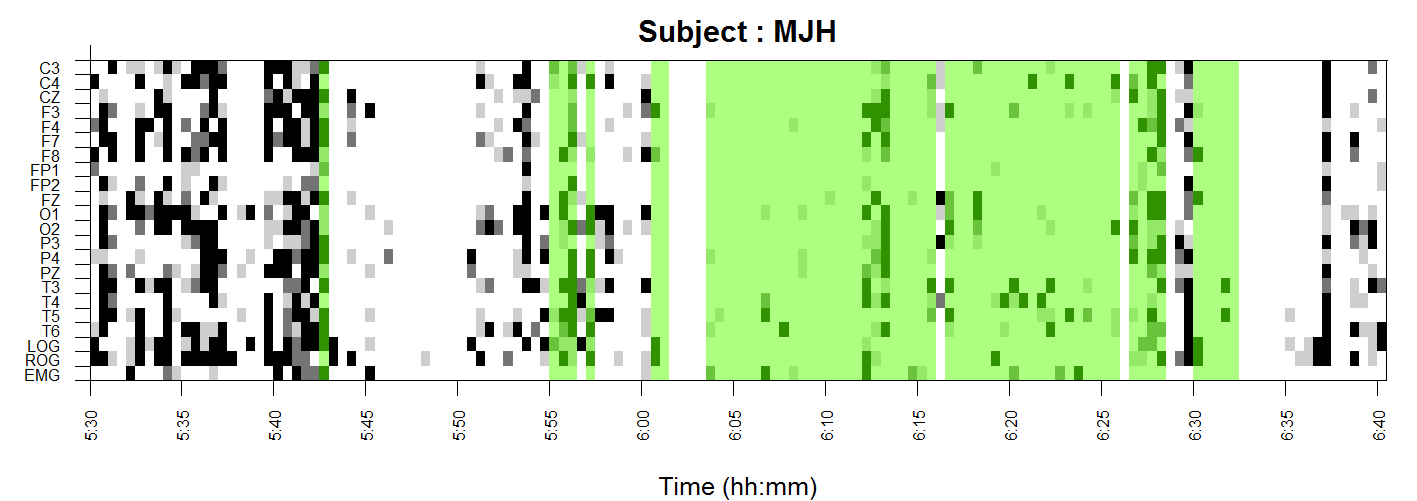 Subject : MJH
C3
C4
CZ
F3
F4
F7
F8
FP1
FP2
FZ
O1
O2
P3
P4
PZ
T3
T4
T5
T6
LOG
ROG
EMG
5:30 5:35 5:40 5:45 5:50 5:55 6:00 6:05 6:10 6:15 6:20 6:25 6:30 6:35 6:40
Time (hh:mm)